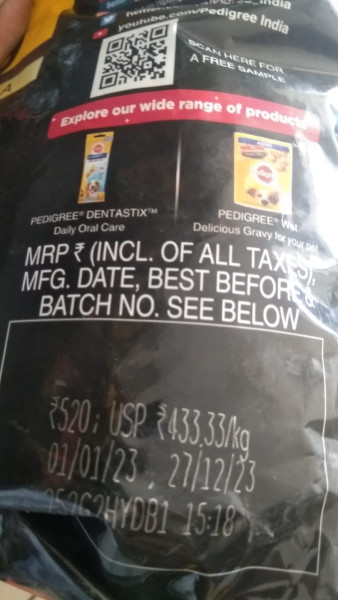 youtube.com/Pedigree India
SCAN HERE FOR
A FREE SAMPLE
Explore our wide range of products
PEDIGREE® DENTASTIX™
Daily Oral Care
PEDIGREE® Wet
Delicious Gravy for your pet
MRP ₹ (INCL. OF ALL TAXES),
MFG. DATE, BEST BEFORE &
BATCH NO. SEE BELOW
₹520; USP ₹433.33/kg
01/01/23 , 27/12/23
15:18